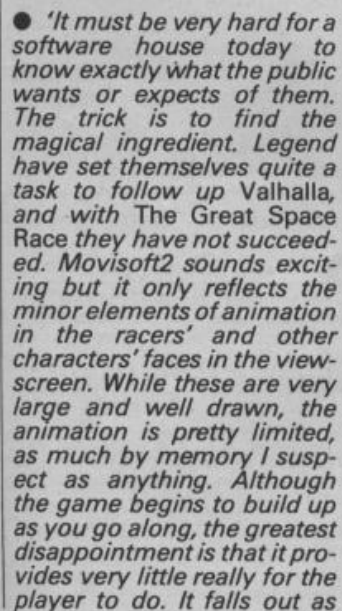 ● 'It must be very hard for a
software house today to
know exactly what the public
wants or expects of them.
The trick is to find the
magical ingredient. Legend
have set themselves quite a
task to follow up Valhalla,
and with The Great Space
Race they have not succeed-
ed. Movisoft2 sounds excit-
ing but it only reflects the
minor elements of animation
in the racers' and other
characters' faces in the view-
screen. While these are very
large and well drawn, the
animation is pretty limited,
as much by memory I susp-
ect as anything. Although
the game begins to build up
as you go along, the greatest
disappointment is that it pro-
vides very little really for the
player to do. It falls out as